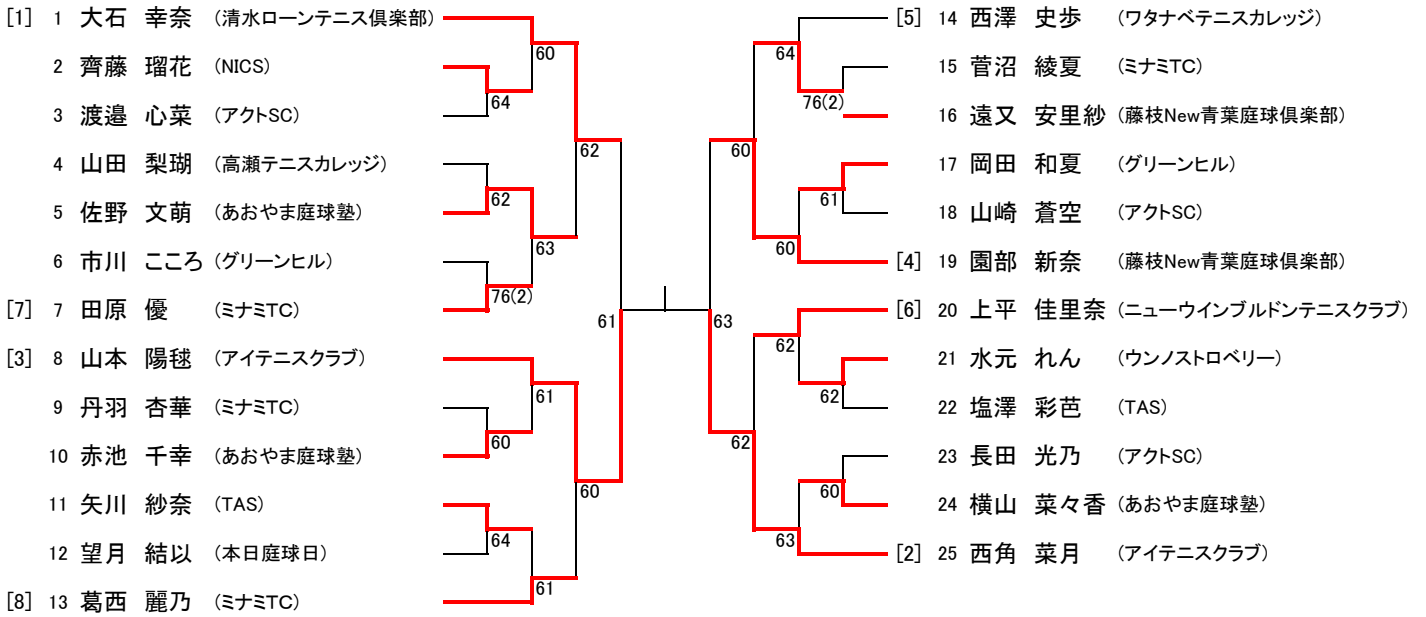 [1] 1 大石 幸奈 (清水ローンテニス倶楽部)
2 齊藤 瑠花 (NICS)
3 渡邉 心菜 (アクトSC)
4 山田 梨瑚 (高瀬テニスカレッジ)
5 佐野 文萌 (あおやま庭球塾)
6 市川 こころ (グリーンヒル)
[7] 7 田原 優 (ミナミTC)
[3] 8 山本 陽毬 (アイテニスクラブ)
9 丹羽 杏華 (ミナミTC)
10 赤池 千幸 (あおやま庭球塾)
11 矢川 紗奈 (TAS)
12 望月 結以 (本日庭球日)
[8] 13 葛西 麗乃 (ミナミTC)
60
64
62
62
63
76(2)
61
61
60
60
64
61
63
64
76(2)
60
61
60
62
62
62
60
63
[5] 14 西澤 史歩 (ワタナベテニスカレッジ)
15 菅沼 綾夏 (ミナミTC)
16 遠又 安里紗 (藤枝New青葉庭球倶楽部)
17 岡田 和夏 (グリーンヒル)
18 山崎 蒼空 (アクトSC)
[4] 19 園部 新奈 (藤枝New青葉庭球倶楽部)
[6] 20 上平 佳里奈 (ニューウインブルドンテニスクラブ)
21 水元 れん (ウンノストロベリー)
22 塩澤 彩芭 (TAS)
23 長田 光乃 (アクトSC)
24 横山 菜々香 (あおやま庭球塾)
[2] 25 西角 菜月 (アイテニスクラブ)